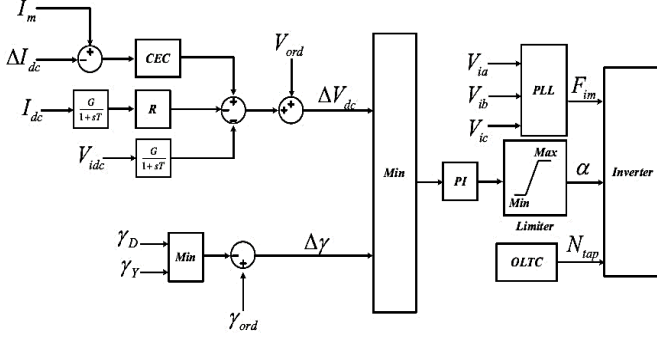 I_m
ΔI_dc
CEC
I_dc
G
1+sT
R
V_idc
G
1+sT
V_ord
ΔV_dc
γ_D
γ_Y
Min
Δγ
γ_ord
Min
PI
V_ia
V_ib
V_ic
PLL
F_im
Max
Min
Limiter
α
OLTC
N_tap
Inverter